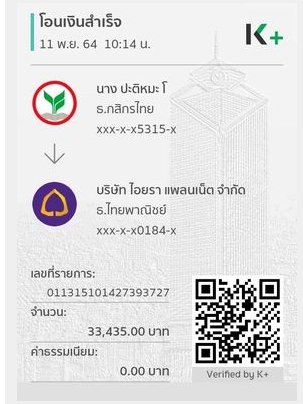 โอนเงินสำเร็จ
11 พ.ย. 64 10:14 น.
K+
นาง ปะติหมะ โ
ธ.กสิกรไทย
xxx-x-x5315-x
บริษัท ไอยรา แพลนเน็ต จำกัด
ธ.ไทยพาณิชย์
xxx-x-x0184-x
เลขที่รายการ:
011315101427393727
จำนวน:
33,435.00 บาท
ค่าธรรมเนียม:
0.00 บาท
Verified by K+